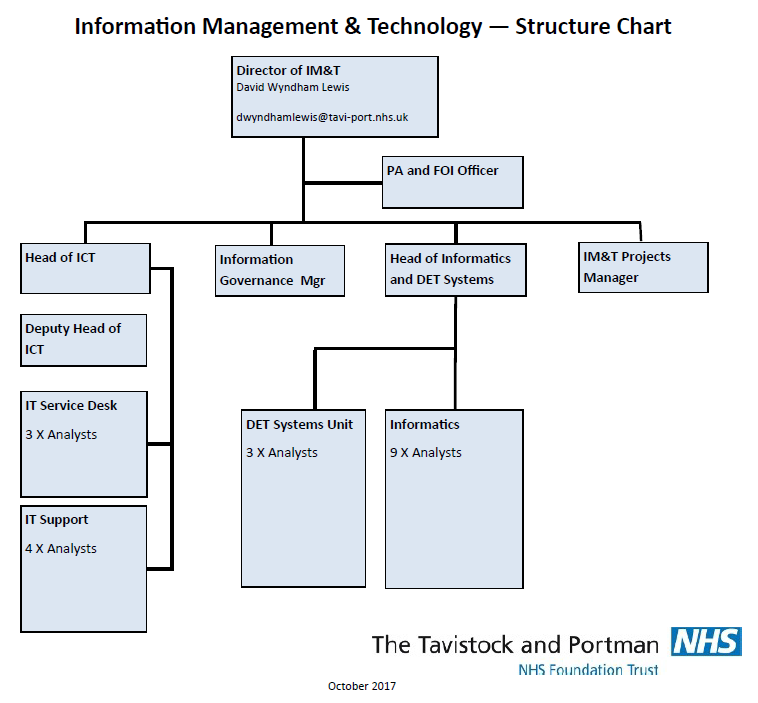 Information Management & Technology — Structure Chart
Director of IM&T
David Wyndham Lewis
dwyndhamlewis@tavi-port.nhs.uk
PA and FOI Officer
Head of ICT
Information
Governance Mgr
Head of Informatics
and DET Systems
IM&T Projects
Manager
Deputy Head of
ICT
IT Service Desk
3 X Analysts
IT Support
4 X Analysts
DET Systems Unit
3 X Analysts
Informatics
9 X Analysts
The Tavistock and Portman NHS
NHS Foundation Trust
October 2017